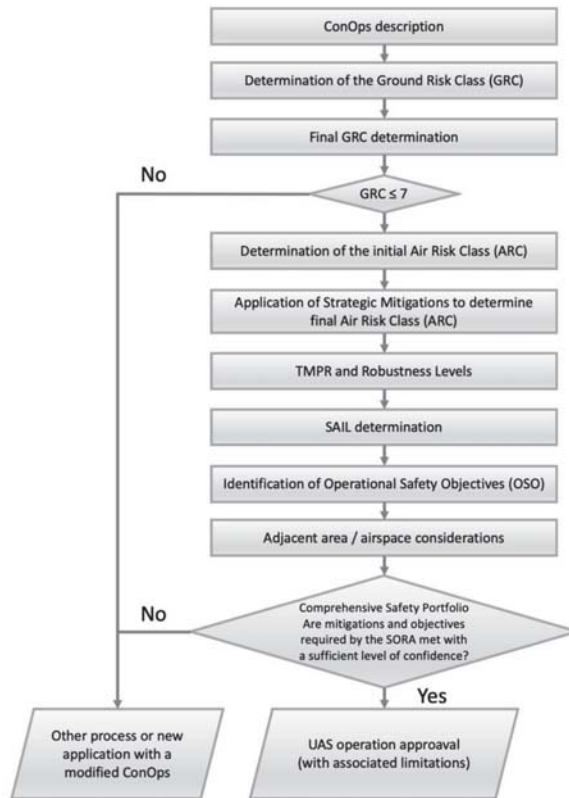 ConOps description
Determination of the Ground Risk Class (GRC)
Final GRC determination
No
GRC ≤ 7
Determination of the initial Air Risk Class (ARC)
Application of Strategic Mitigations to determine
final Air Risk Class (ARC)
TMPR and Robustness Levels
SAIL determination
Identification of Operational Safety Objectives (OSO)
Adjacent area / airspace considerations
No
Comprehensive Safety Portfolio
Are mitigations and objectives
required by the SORA met with
a sufficient level of confidence?
Yes
Other process or new
application with a
modified ConOps
UAS operation approaval
(with associated limitations)